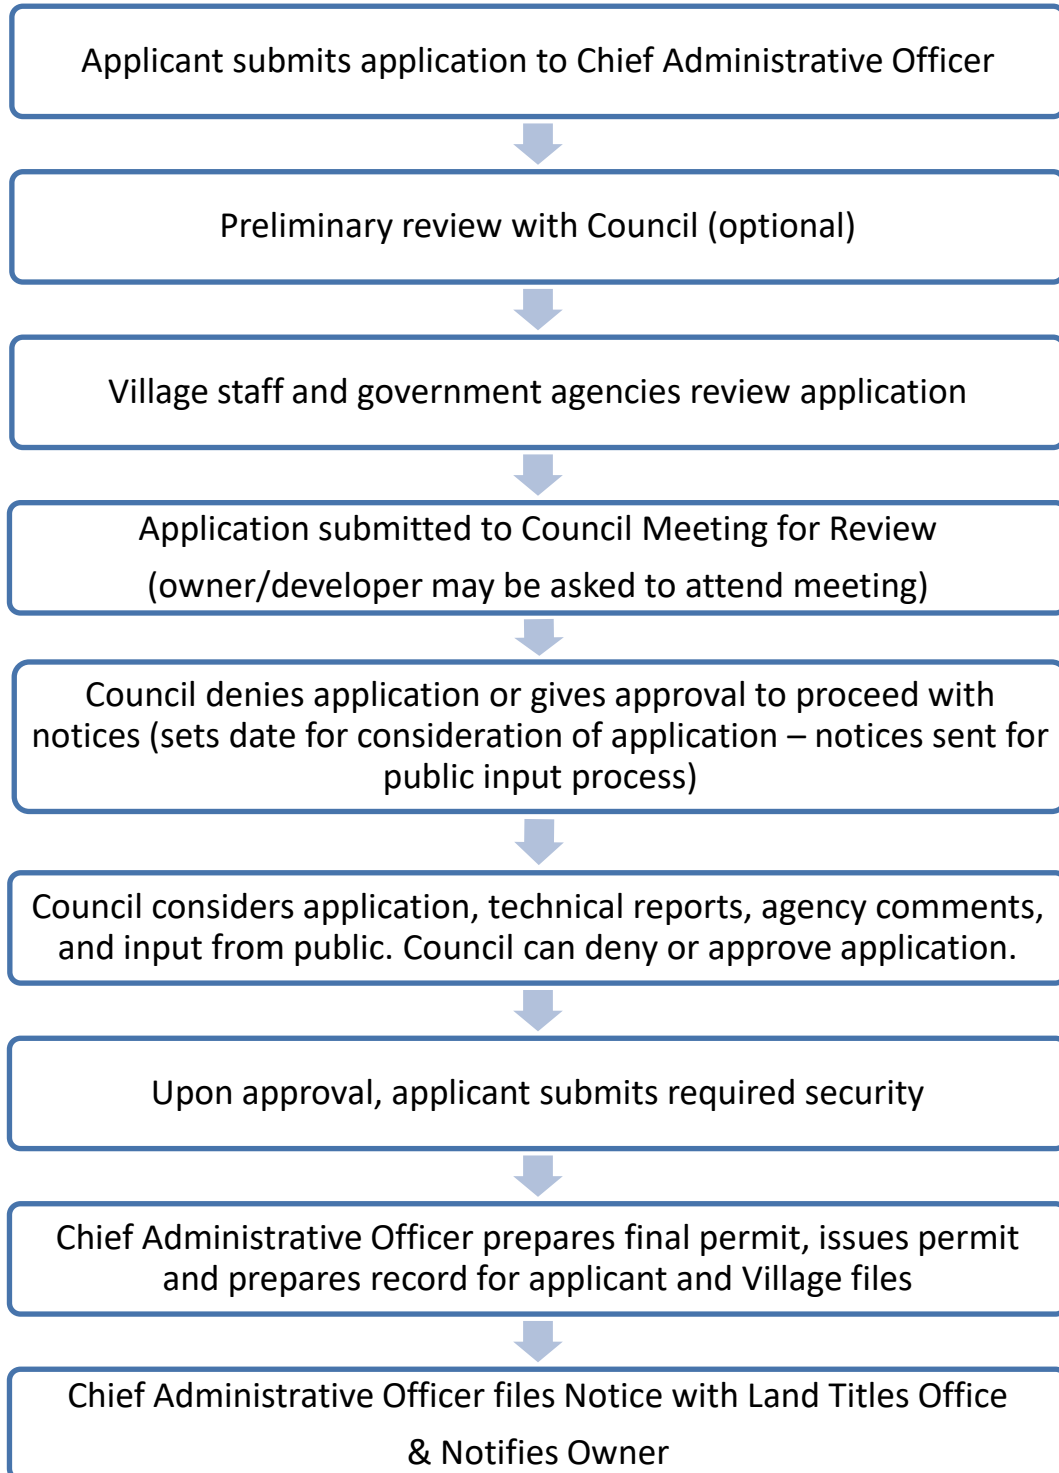 Applicant submits application to Chief Administrative Officer
Preliminary review with Council (optional)
Village staff and government agencies review application
Application submitted to Council Meeting for Review
(owner/developer may be asked to attend meeting)
Council denies application or gives approval to proceed with
notices (sets date for consideration of application – notices sent for
public input process)
Council considers application, technical reports, agency comments,
and input from public. Council can deny or approve application.
Upon approval, applicant submits required security
Chief Administrative Officer prepares final permit, issues permit
and prepares record for applicant and Village files
Chief Administrative Officer files Notice with Land Titles Office
& Notifies Owner